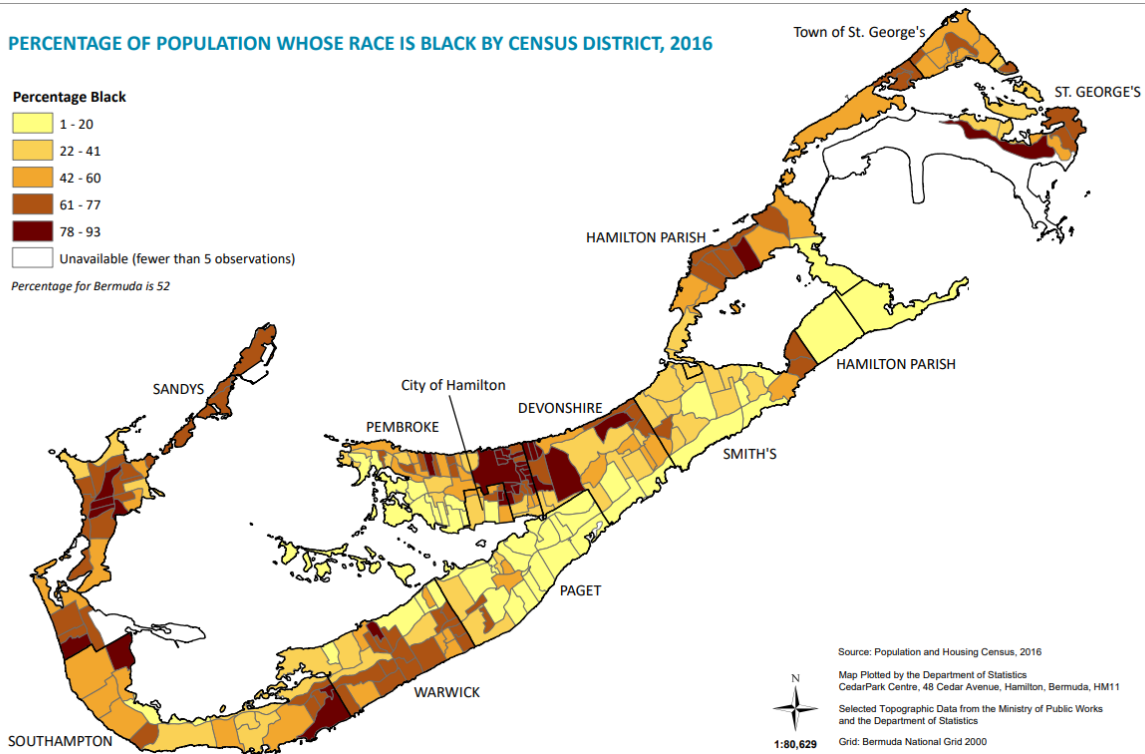 PERCENTAGE OF POPULATION WHOSE RACE IS BLACK BY CENSUS DISTRICT, 2016
Percentage Black
1 - 20
22 - 41
42 - 60
61 - 77
78 - 93
Unavailable (fewer than 5 observations)
Percentage for Bermuda is 52
Town of St. George's
ST. GEORGE'S
HAMILTON PARISH
HAMILTON PARISH
SANDYS
City of Hamilton
DEVONSHIRE
PEMBROKE
SMITH'S
PAGET
WARWICK
SOUTHAMPTON
N
1:80,629
Source: Population and Housing Census, 2016
Map Plotted by the Department of Statistics
CedarPark Centre, 48 Cedar Avenue, Hamilton, Bermuda, HM11
Selected Topographic Data from the Ministry of Public Works
and the Department of Statistics
Grid: Bermuda National Grid 2000